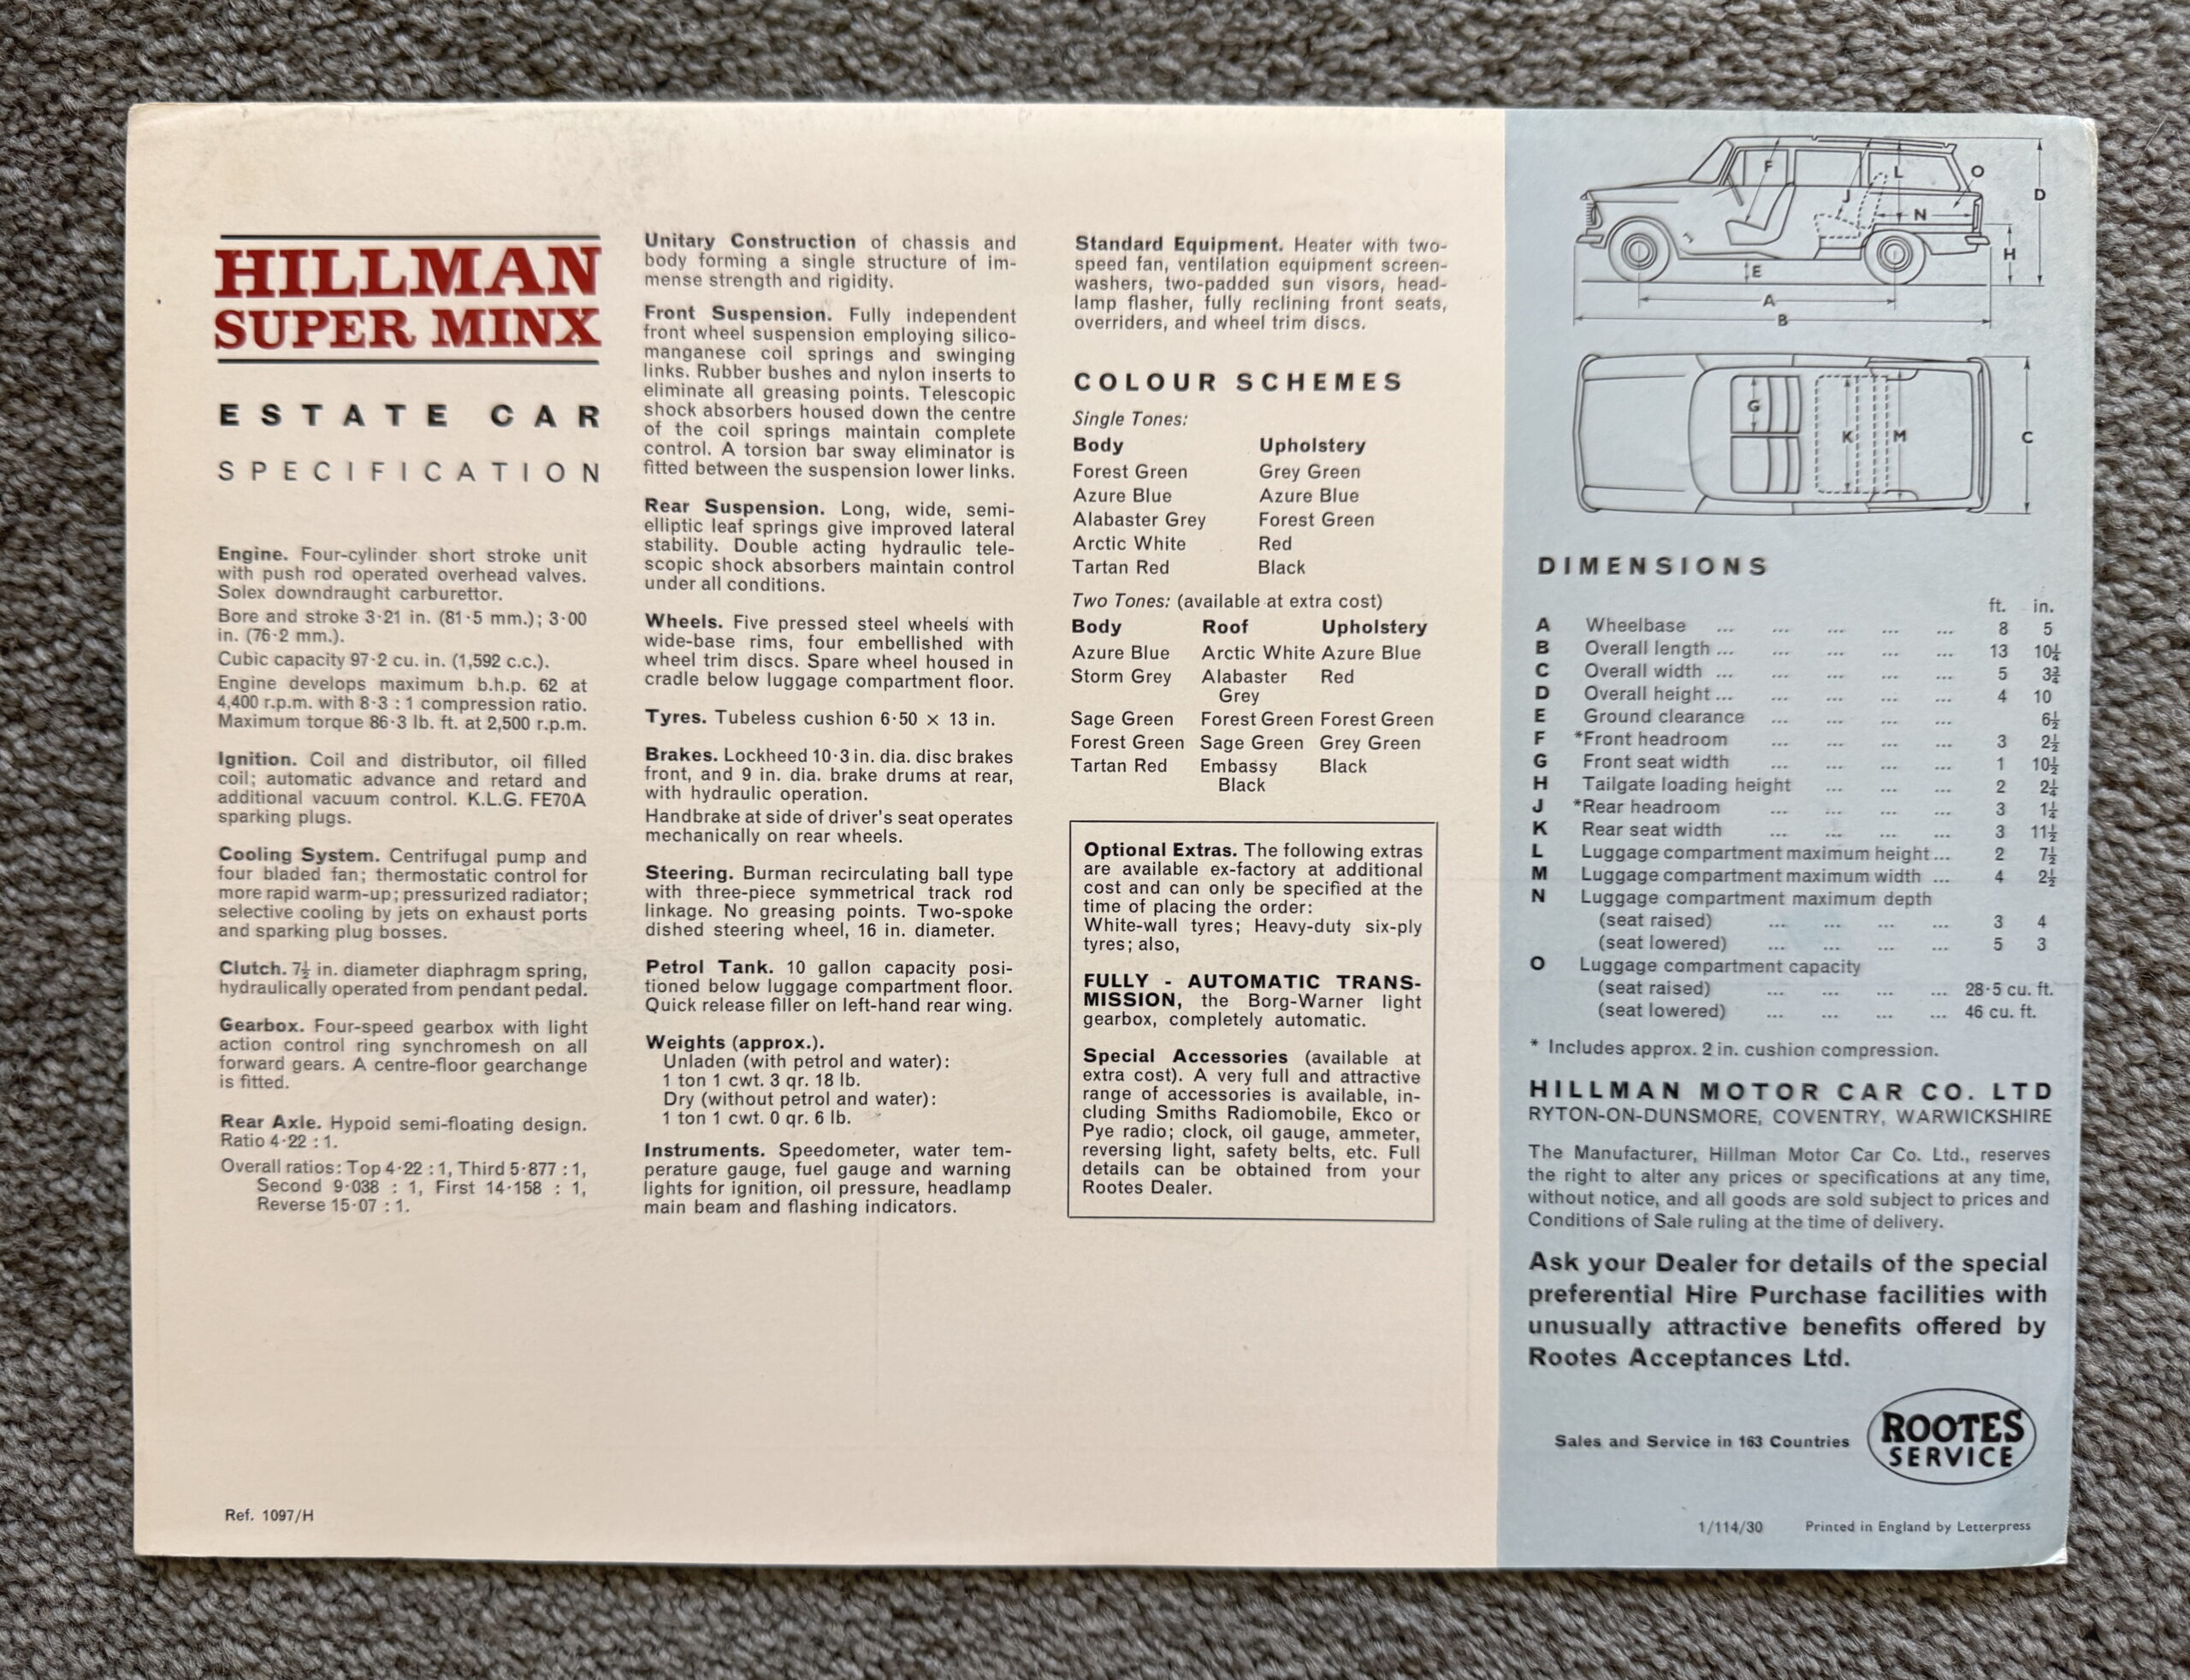 HILLMAN
SUPER MINX
ESTATE CAR
SPECIFICATION
Engine. Four-cylinder short stroke unit
with push rod operated overhead valves.
Solex downdraught carburettor.
Bore and stroke 3·21 in. (81·5 mm.); 3·00
in. (76·2 mm.).
Cubic capacity 97·2 cu. in. (1,592 c.c.).
Engine develops maximum b.h.p. 62 at
4,400 r.p.m. with 8·3 : 1 compression ratio.
Maximum torque 86·3 lb. ft. at 2,500 r.p.m.
Ignition. Coil and distributor, oil filled
coil; automatic advance and retard and
additional vacuum control. K.L.G. FE70A
sparking plugs.
Cooling System. Centrifugal pump and
four bladed fan; thermostatic control for
more rapid warm-up; pressurized radiator;
selective cooling by jets on exhaust ports
and sparking plug bosses.
Clutch. 7½ in. diameter diaphragm spring,
hydraulically operated from pendant pedal.
Gearbox. Four-speed gearbox with light
action control ring synchromesh on all
forward gears. A centre-floor gearchange
is fitted.
Rear Axle. Hypoid semi-floating design.
Ratio 4·22 : 1.
Overall ratios: Top 4·22 : 1, Third 5·877 : 1,
Second 9·038 : 1, First 14·158 : 1,
Reverse 15·07 : 1.
Ref. 1097/H
Unitary Construction of chassis and
body forming a single structure of im-
mense strength and rigidity.
Front Suspension. Fully independent
front wheel suspension employing silico-
manganese coil springs and swinging
links. Rubber bushes and nylon inserts to
eliminate all greasing points. Telescopic
shock absorbers housed down the centre
of the coil springs maintain complete
control. A torsion bar sway eliminator is
fitted between the suspension lower links.
Rear Suspension. Long, wide, semi-
elliptic leaf springs give improved lateral
stability. Double acting hydraulic tele-
scopic shock absorbers maintain control
under all conditions.
Wheels. Five pressed steel wheels with
wide-base rims, four embellished with
wheel trim discs. Spare wheel housed in
cradle below luggage compartment floor.
Tyres. Tubeless cushion 6·50 × 13 in.
Brakes. Lockheed 10·3 in. dia. disc brakes
front, and 9 in. dia. brake drums at rear,
with hydraulic operation.
Handbrake at side of driver's seat operates
mechanically on rear wheels.
Steering. Burman recirculating ball type
with three-piece symmetrical track rod
linkage. No greasing points. Two-spoke
dished steering wheel, 16 in. diameter.
Petrol Tank. 10 gallon capacity posi-
tioned below luggage compartment floor.
Quick release filler on left-hand rear wing.
Weights (approx.).
Unladen (with petrol and water):
1 ton 1 cwt. 3 qr. 18 lb.
Dry (without petrol and water):
1 ton 1 cwt. 0 qr. 6 lb.
Instruments. Speedometer, water tem-
perature gauge, fuel gauge and warning
lights for ignition, oil pressure, headlamp
main beam and flashing indicators.
Standard Equipment. Heater with two-
speed fan, ventilation equipment screen-
washers, two-padded sun visors, head-
lamp flasher, fully reclining front seats,
overriders, and wheel trim discs.
COLOUR SCHEMES
Single Tones:
Body Upholstery
Forest Green Grey Green
Azure Blue Azure Blue
Alabaster Grey Forest Green
Arctic White Red
Tartan Red Black
Two Tones: (available at extra cost)
Body Roof Upholstery
Azure Blue Arctic White Azure Blue
Storm Grey Alabaster Red
Grey
Sage Green Forest Green Forest Green
Forest Green Sage Green Grey Green
Tartan Red Embassy Black
Black
Optional Extras. The following extras
are available ex-factory at additional
cost and can only be specified at the
time of placing the order:
White-wall tyres; Heavy-duty six-ply
tyres; also,
FULLY - AUTOMATIC TRANS-
MISSION, the Borg-Warner light
gearbox, completely automatic.
Special Accessories (available at
extra cost). A very full and attractive
range of accessories is available, in-
cluding Smiths Radiomobile, Ekco or
Pye radio; clock, oil gauge, ammeter,
reversing light, safety belts, etc. Full
details can be obtained from your
Rootes Dealer.
F L O
J N D
H
E
A
B
G K M C
DIMENSIONS
ft. in.
A Wheelbase ... ... ... ... ... 8 5
B Overall length ... ... ... ... ... 13 10¼
C Overall width ... ... ... ... ... 5 3¾
D Overall height ... ... ... ... ... 4 10
E Ground clearance ... ... ... ... 6½
F *Front headroom ... ... ... ... 3 2½
G Front seat width ... ... ... ... 1 10½
H Tailgate loading height ... ... ... 2 2¼
J *Rear headroom ... ... ... ... 3 1¼
K Rear seat width ... ... ... ... 3 11½
L Luggage compartment maximum height ... 2 7½
M Luggage compartment maximum width ... 4 2½
N Luggage compartment maximum depth
(seat raised) ... ... ... ... 3 4
(seat lowered) ... ... ... ... 5 3
O Luggage compartment capacity
(seat raised) ... ... ... ... 28·5 cu. ft.
(seat lowered) ... ... ... ... 46 cu. ft.
* Includes approx. 2 in. cushion compression.
HILLMAN MOTOR CAR CO. LTD
RYTON-ON-DUNSMORE, COVENTRY, WARWICKSHIRE
The Manufacturer, Hillman Motor Car Co. Ltd., reserves
the right to alter any prices or specifications at any time,
without notice, and all goods are sold subject to prices and
Conditions of Sale ruling at the time of delivery.
Ask your Dealer for details of the special
preferential Hire Purchase facilities with
unusually attractive benefits offered by
Rootes Acceptances Ltd.
Sales and Service in 163 Countries
ROOTES
SERVICE
1/114/30 Printed in England by Letterpress